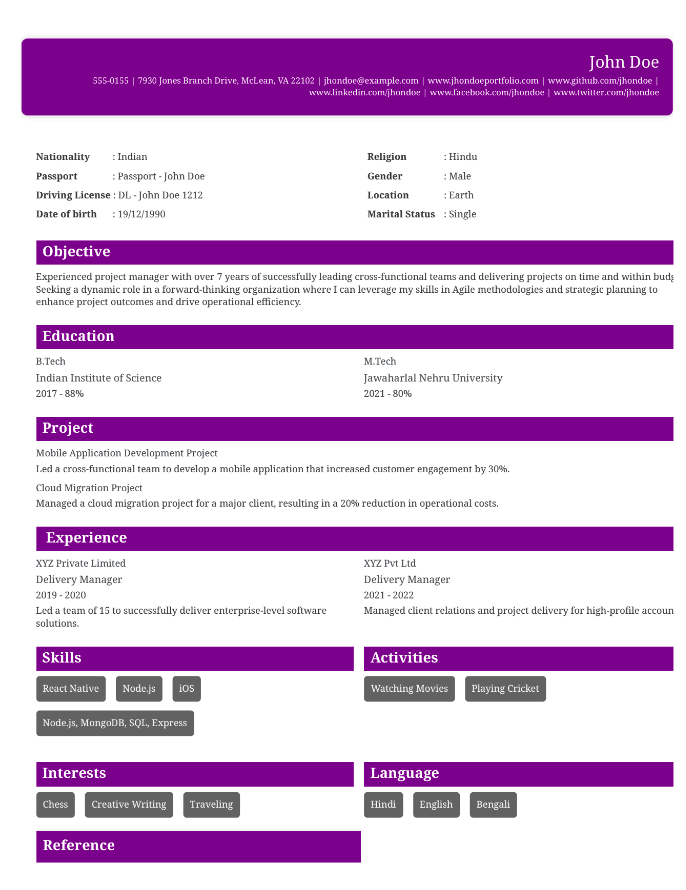 John Doe
555-0155 | 7930 Jones Branch Drive, McLean, VA 22102 | jhondoe@example.com | www.jhondoeportfolio.com | www.github.com/jhondoe |
www.linkedin.com/jhondoe | www.facebook.com/jhondoe | www.twitter.com/jhondoe
Nationality : Indian
Religion : Hindu
Passport : Passport - John Doe
Gender : Male
Driving License : DL - John Doe 1212
Location : Earth
Date of birth : 19/12/1990
Marital Status : Single
Objective
Experienced project manager with over 7 years of successfully leading cross-functional teams and delivering projects on time and within budg
Seeking a dynamic role in a forward-thinking organization where I can leverage my skills in Agile methodologies and strategic planning to
enhance project outcomes and drive operational efficiency.
Education
B.Tech
Indian Institute of Science
2017 - 88%
M.Tech
Jawaharlal Nehru University
2021 - 80%
Project
Mobile Application Development Project
Led a cross-functional team to develop a mobile application that increased customer engagement by 30%.
Cloud Migration Project
Managed a cloud migration project for a major client, resulting in a 20% reduction in operational costs.
Experience
XYZ Private Limited
Delivery Manager
2019 - 2020
Led a team of 15 to successfully deliver enterprise-level software
solutions.
XYZ Pvt Ltd
Delivery Manager
2021 - 2022
Managed client relations and project delivery for high-profile accoun
Skills
React Native Node.js iOS
Node.js, MongoDB, SQL, Express
Activities
Watching Movies Playing Cricket
Interests
Chess Creative Writing Traveling
Language
Hindi English Bengali
Reference